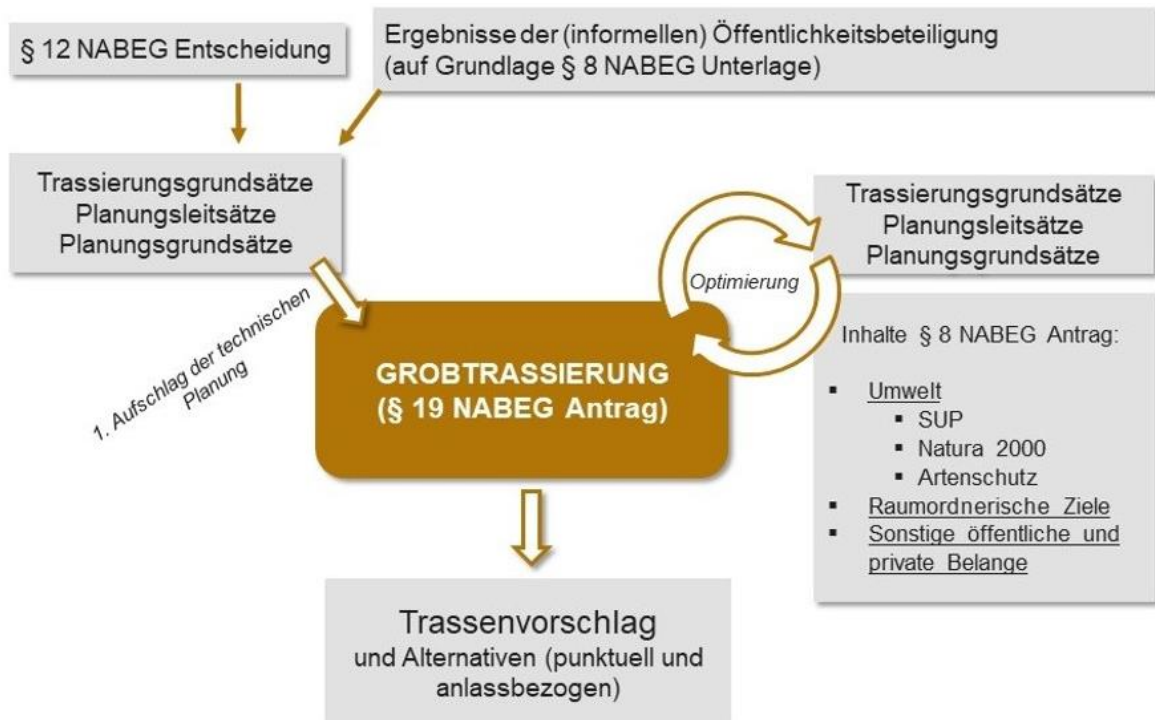 § 12 NABEG Entscheidung
Ergebnisse der (informellen) Öffentlichkeitsbeteiligung
(auf Grundlage § 8 NABEG Unterlage)
Trassierungsgrundsätze
Planungsleitsätze
Planungsgrundsätze
1. Aufschlag der technischen
Planung
GROBTRASSIERUNG
(§ 19 NABEG Antrag)
Optimierung
Trassierungsgrundsätze
Planungsleitsätze
Planungsgrundsätze
Inhalte § 8 NABEG Antrag:
▪ Umwelt
▪ SUP
▪ Natura 2000
▪ Artenschutz
▪ Raumordnerische Ziele
▪ Sonstige öffentliche und
private Belange
Trassenvorschlag
und Alternativen (punktuell und
anlassbezogen)